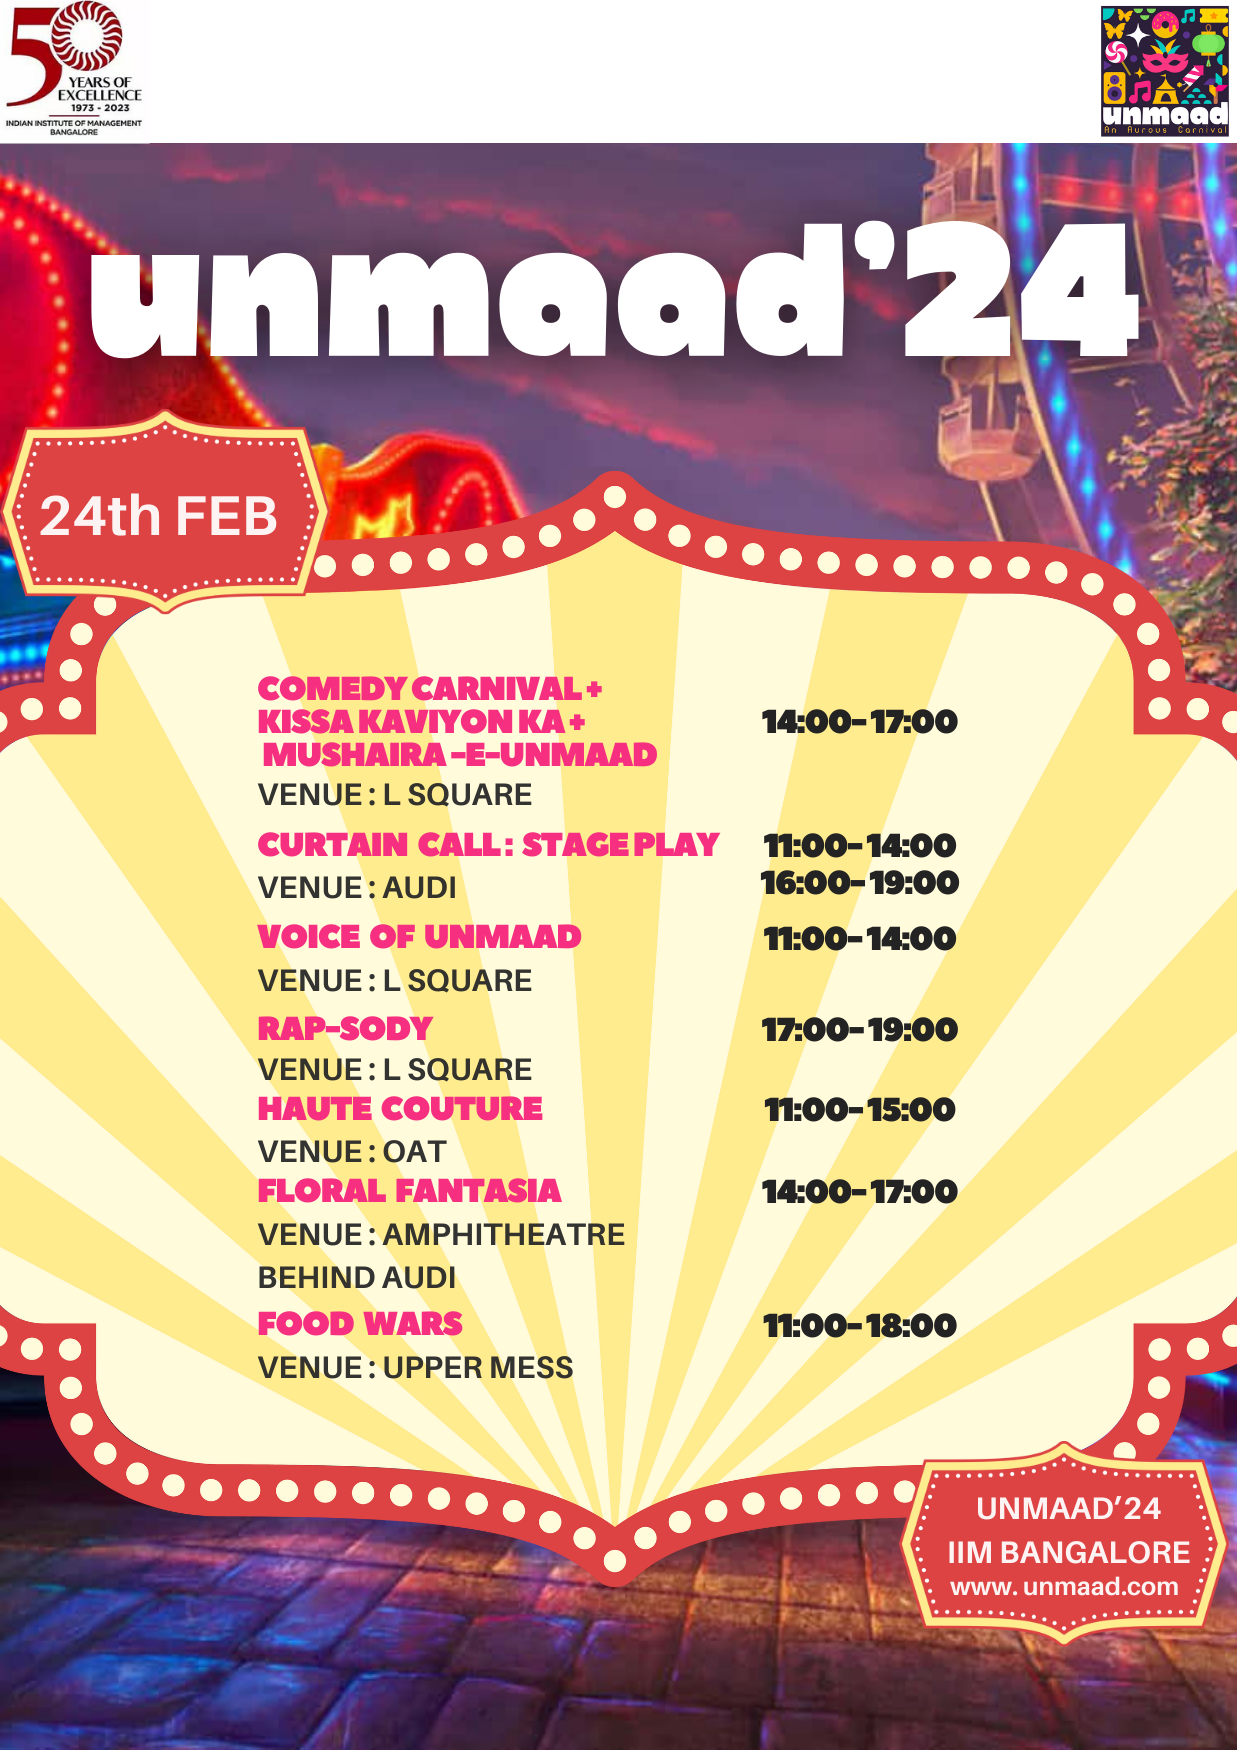 50
YEARS OF
EXCELLENCE
1973 - 2023
INDIAN INSTITUTE OF MANAGEMENT
BANGALORE
unmaad
An Aurous Carnival
unmaad'24
24th FEB
COMEDY CARNIVAL +
KISSA KAVIYON KA + 14:00-17:00
MUSHAIRA -E-UNMAAD
VENUE : L SQUARE
CURTAIN CALL : STAGE PLAY 11:00-14:00
VENUE : AUDI 16:00-19:00
VOICE OF UNMAAD 11:00-14:00
VENUE : L SQUARE
RAP-SODY 17:00-19:00
VENUE : L SQUARE
HAUTE COUTURE 11:00-15:00
VENUE : OAT
FLORAL FANTASIA 14:00-17:00
VENUE : AMPHITHEATRE
BEHIND AUDI
FOOD WARS 11:00-18:00
VENUE : UPPER MESS
UNMAAD'24
IIM BANGALORE
www. unmaad.com